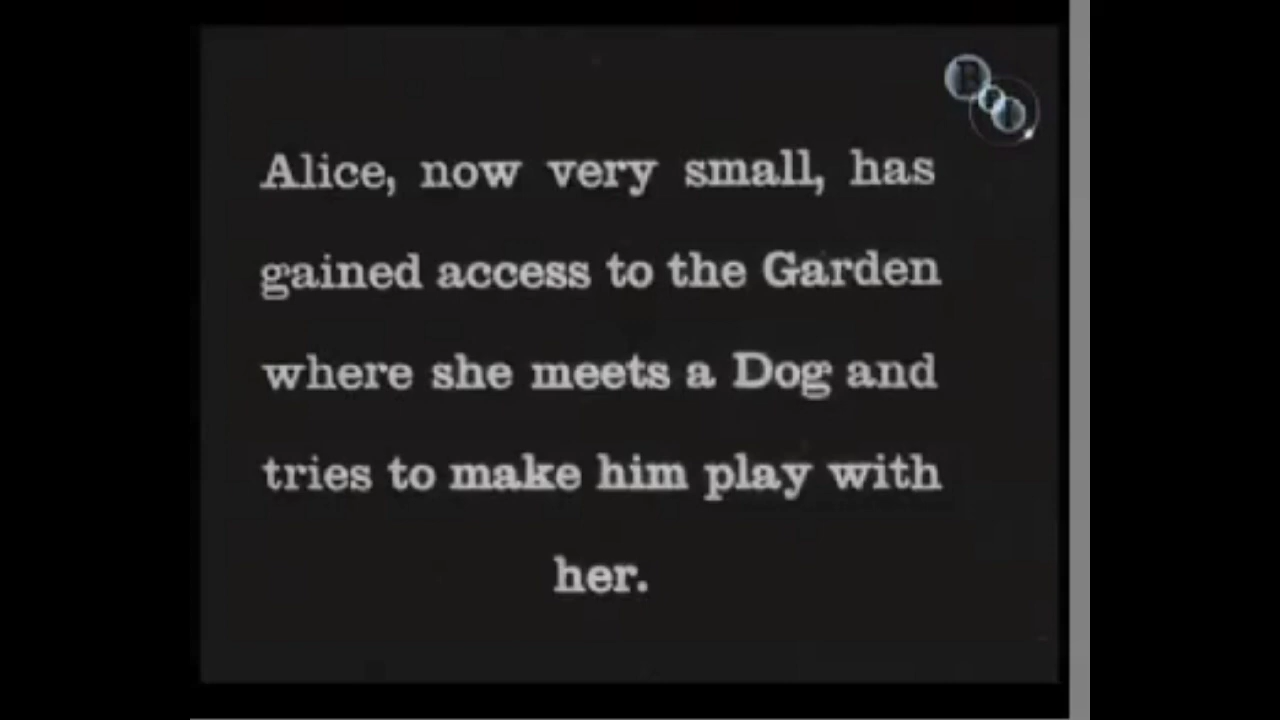 BFI
Alice, now very small, has
gained access to the Garden
where she meets a Dog and
tries to make him play with
her.